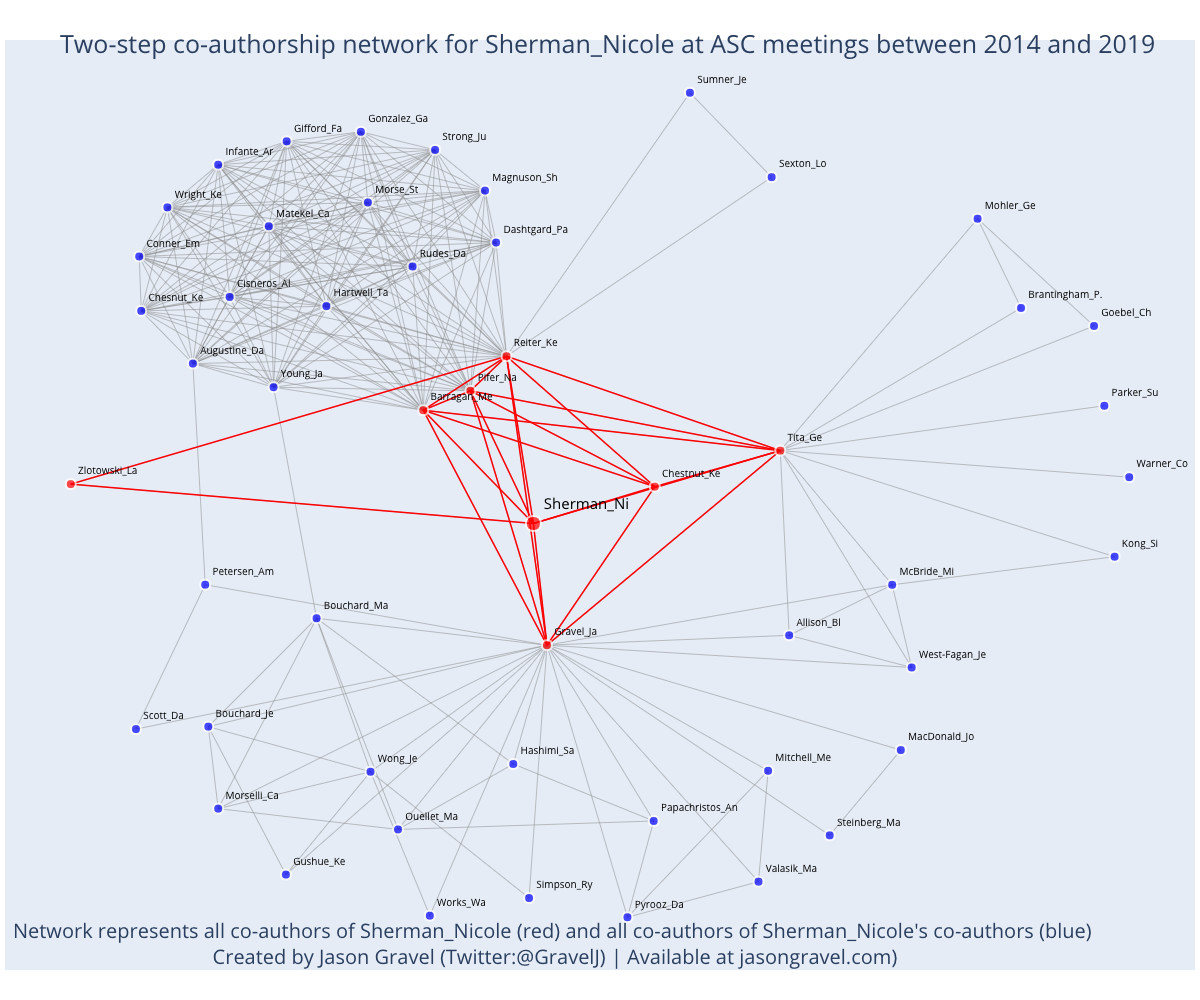 Two-step co-authorship network for Sherman_Nicole at ASC meetings between 2014 and 2019
Sumner_Je
Gonzalez_Ga
Gifford_Fa
Strong_Ju
Infante_Ar
Sexton_Lo
Magnuson_Sh
Wright_Ke
Morse_St
Matekel_Ca
Mohler_Ge
Dashtgard_Pa
Conner_Em
Rudes_Da
Cisneros_Al
Hartwell_Ta
Brantingham_P.
Chesnut_Ke
Goebel_Ch
Reiter_Ke
Augustine_Da
Young_Ja
Pifer_Na
Parker_Su
Barragan_Me
Tita_Ge
Warner_Co
Zlotowski_La
Chestnut_Ke
Sherman_Ni
Kong_Si
Petersen_Am
McBride_Mi
Bouchard_Ma
Allison_Bl
Gravel_Ja
West-Fagan_Je
Scott_Da
Bouchard_Je
MacDonald_Jo
Hashimi_Sa
Wong_Je
Mitchell_Me
Morselli_Ca
Papachristos_An
Ouellet_Ma
Steinberg_Ma
Gushue_Ke
Valasik_Ma
Simpson_Ry
Works_Wa
Pyrooz_Da
Network represents all co-authors of Sherman_Nicole (red) and all co-authors of Sherman_Nicole's co-authors (blue)
Created by Jason Gravel (Twitter:@GravelJ) | Available at jasongravel.com)